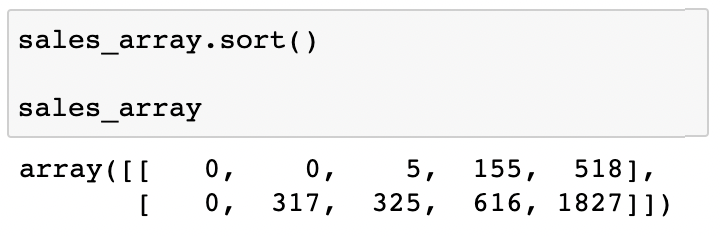 sales_array.sort()
sales_array
array([[   0,    0,    5,  155,  518],
       [   0,  317,  325,  616, 1827]])